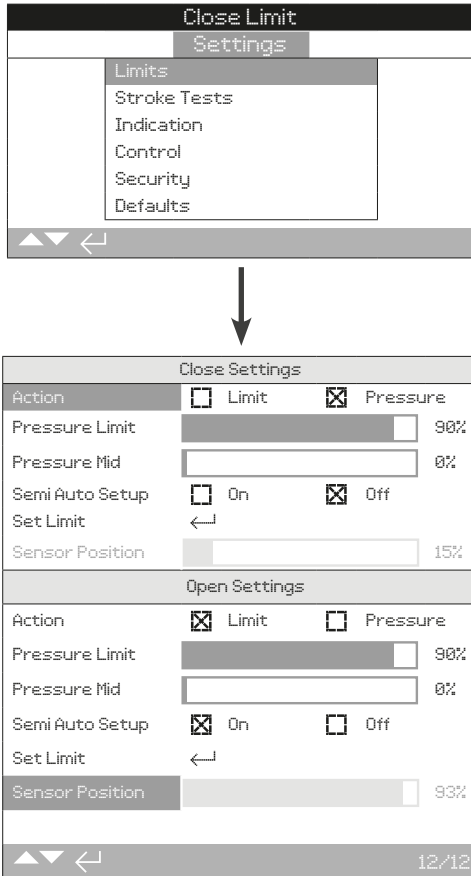 Close Limit
Settings
Limits
Stroke Tests
Indication
Control
Security
Defaults
Close Settings
Action Limit Pressure
Pressure Limit 90%
Pressure Mid 0%
Semi Auto Setup On Off
Set Limit
Sensor Position 15%
Open Settings
Action Limit Pressure
Pressure Limit 90%
Pressure Mid 0%
Semi Auto Setup On Off
Set Limit
Sensor Position 93%
12/12